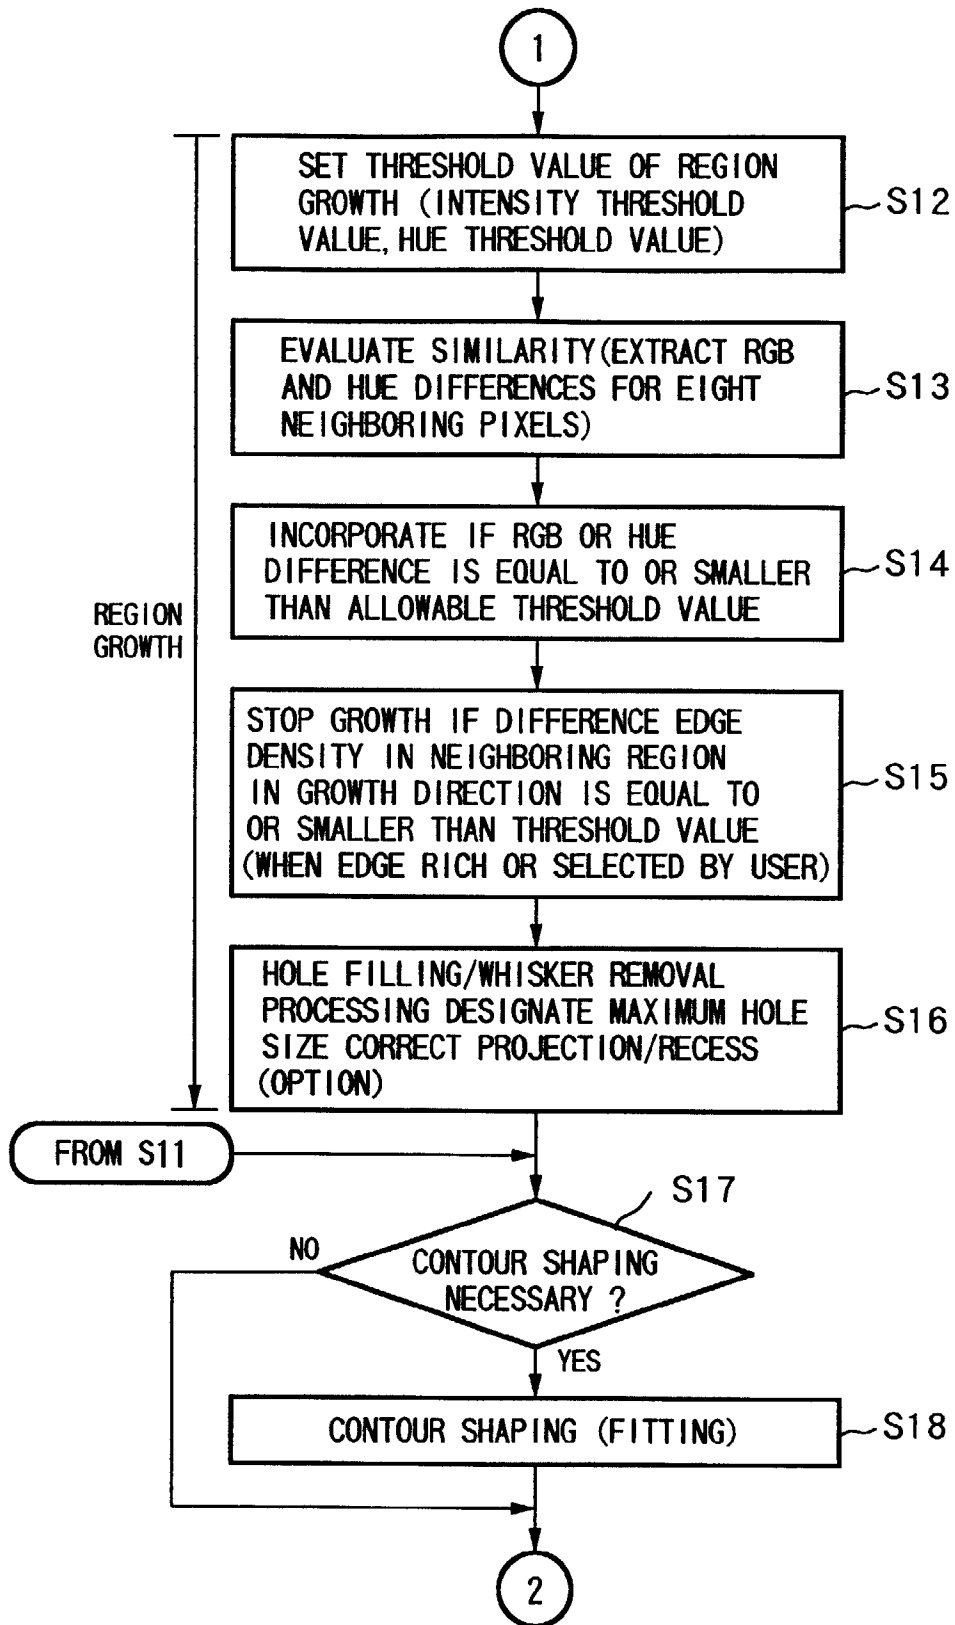 1
SET THRESHOLD VALUE OF REGION
GROWTH (INTENSITY THRESHOLD
VALUE, HUE THRESHOLD VALUE)
S12
EVALUATE SIMILARITY(EXTRACT RGB
AND HUE DIFFERENCES FOR EIGHT
NEIGHBORING PIXELS)
S13
INCORPORATE IF RGB OR HUE
DIFFERENCE IS EQUAL TO OR SMALLER
THAN ALLOWABLE THRESHOLD VALUE
S14
REGION
GROWTH
STOP GROWTH IF DIFFERENCE EDGE
DENSITY IN NEIGHBORING REGION
IN GROWTH DIRECTION IS EQUAL TO
OR SMALLER THAN THRESHOLD VALUE
(WHEN EDGE RICH OR SELECTED BY USER)
S15
HOLE FILLING/WHISKER REMOVAL
PROCESSING DESIGNATE MAXIMUM HOLE
SIZE CORRECT PROJECTION/RECESS
(OPTION)
S16
FROM S11
S17
NO
CONTOUR SHAPING
NECESSARY ?
YES
CONTOUR SHAPING (FITTING)
S18
2